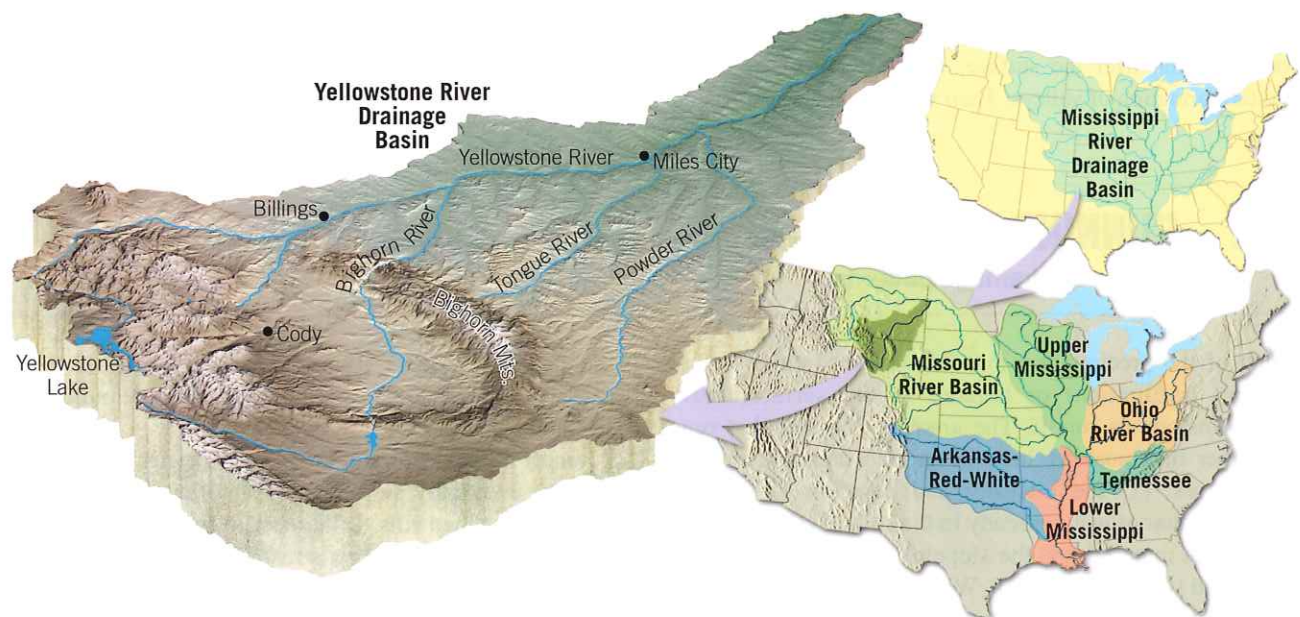 Yellowstone River
Drainage
Basin
Yellowstone River
Miles City
Billings
Bighorn River
Tongue River
Powder River
Bighorn Mts.
Cody
Yellowstone
Lake
Mississippi
River
Drainage
Basin
Missouri
River Basin
Upper
Mississippi
Ohio
River Basin
Arkansas-
Red-White
Tennessee
Lower
Mississippi